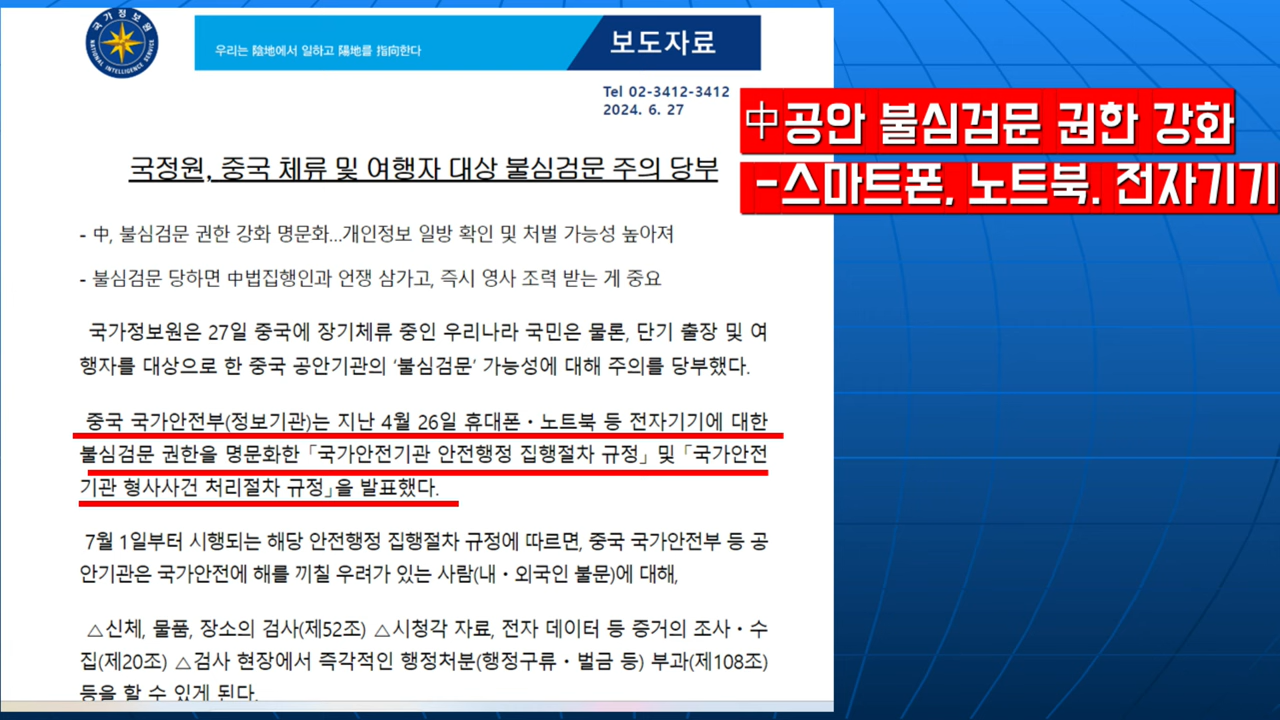 국가정보원
NATIONAL INTELLIGENCE SERVICE
우리는 陰地에서 일하고 陽地를 指向한다
보도자료
Tel 02-3412-3412
2024. 6. 27
中공안 불심검문 권한 강화
-스마트폰, 노트북. 전자기기
국정원, 중국 체류 및 여행자 대상 불심검문 주의 당부
- 中, 불심검문 권한 강화 명문화...개인정보 일방 확인 및 처벌 가능성 높아져
- 불심검문 당하면 中법집행인과 언쟁 삼가고, 즉시 영사 조력 받는 게 중요
국가정보원은 27일 중국에 장기체류 중인 우리나라 국민은 물론, 단기 출장 및 여
행자를 대상으로 한 중국 공안기관의 ‘불심검문’ 가능성에 대해 주의를 당부했다.
중국 국가안전부(정보기관)는 지난 4월 26일 휴대폰・노트북 등 전자기기에 대한
불심검문 권한을 명문화한 「국가안전기관 안전행정 집행절차 규정」 및 「국가안전
기관 형사사건 처리절차 규정」을 발표했다.
7월 1일부터 시행되는 해당 안전행정 집행절차 규정에 따르면, 중국 국가안전부 등 공
안기관은 국가안전에 해를 끼칠 우려가 있는 사람(내・외국인 불문)에 대해,
△신체, 물품, 장소의 검사(제52조) △시청각 자료, 전자 데이터 등 증거의 조사・수
집(제20조) △검사 현장에서 즉각적인 행정처분(행정구류・벌금 등) 부과(제108조)
등을 할 수 있게 된다.